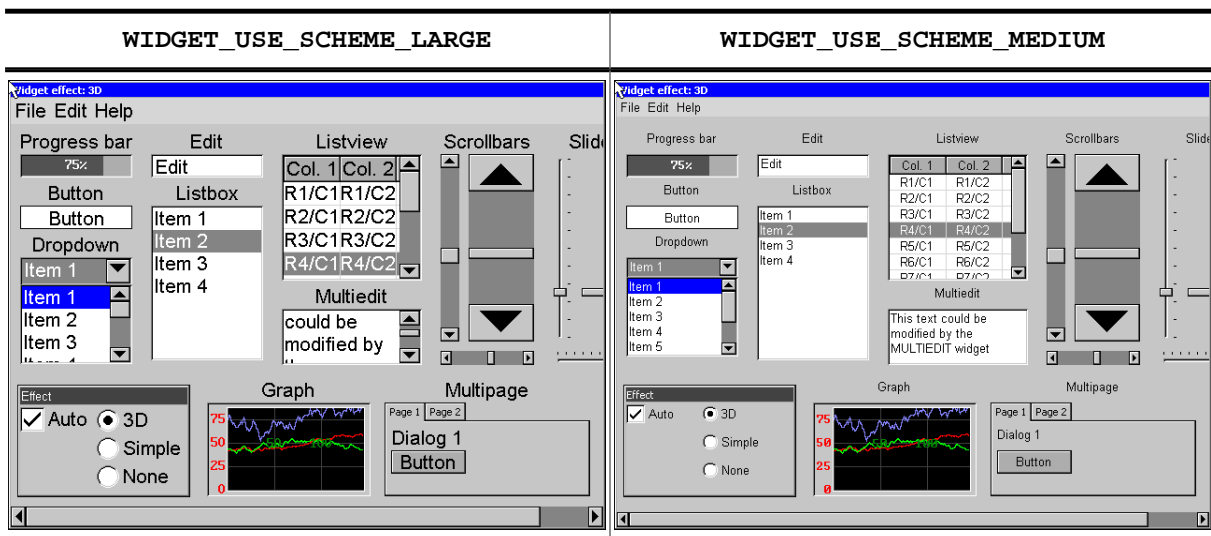 WIDGET_USE_SCHEME_LARGE
WIDGET_USE_SCHEME_MEDIUM
Widget effect: 3D
File Edit Help
Progress bar
Edit
Listview
Scrollbars
75%
Edit
Col. 1 Col. 2
Button
Listbox
R1/C1 R1/C2
Button
Item 1
R2/C1 R2/C2
Dropdown
Item 2
R3/C1 R3/C2
Item 1
Item 3
R4/C1 R4/C2
Item 1
Item 4
Multiedit
Item 2
could be
Item 3
modified by
Effect
Graph
Multipage
Auto
3D
Simple
None
75
50
25
0
50 100
Page 1 Page 2
Dialog 1
Button
Widget effect: 3D
File Edit Help
Progress bar
Edit
Listview
Scrollbars
75%
Edit
Col. 1 Col. 2
Button
Listbox
R1/C1 R1/C2
R2/C1 R2/C2
Button
Item 1
R3/C1 R3/C2
Item 2
R4/C1 R4/C2
Dropdown
Item 3
R5/C1 R5/C2
Item 1
Item 4
R6/C1 R6/C2
R7/C1 R7/C2
Item 1
Item 2
Item 3
Item 4
Item 5
Multiedit
This text could be
modified by the
MULTIEDIT widget
Effect
Graph
Multipage
Auto
3D
Simple
None
75
50
25
0
50 100
Page 1 Page 2
Dialog 1
Button